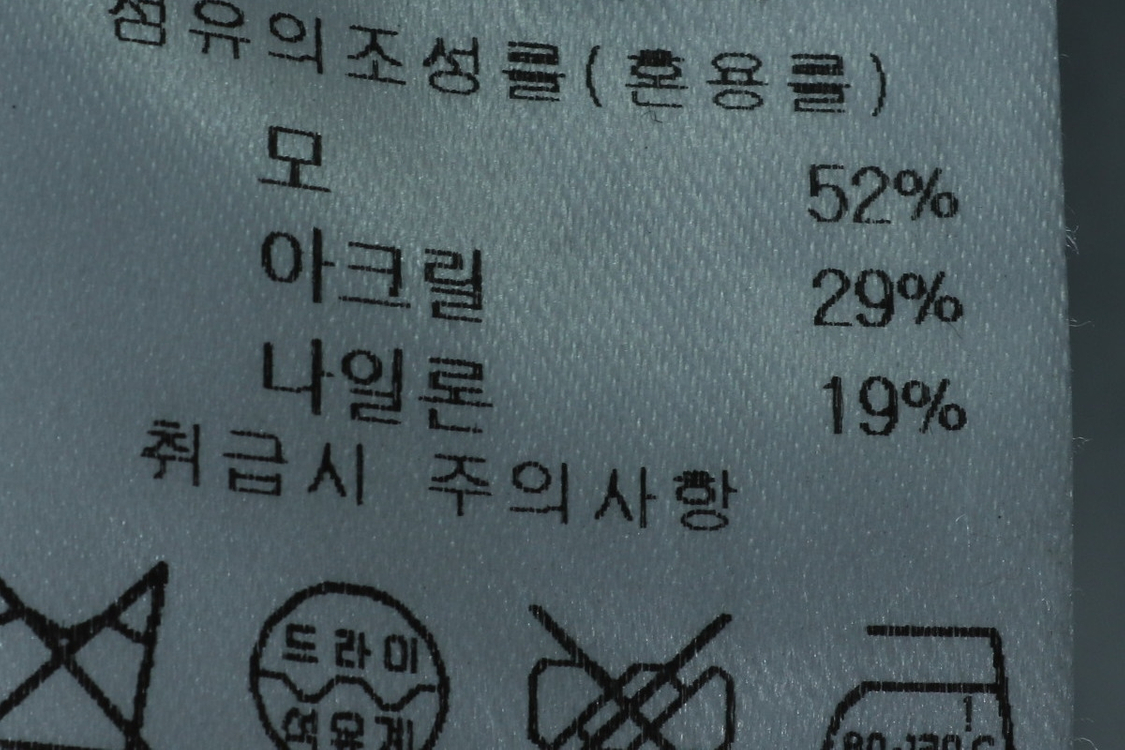 섬유의조성률(혼용률)
모 52%
아크릴 29%
나일론 19%
취급시 주의사항
드라이